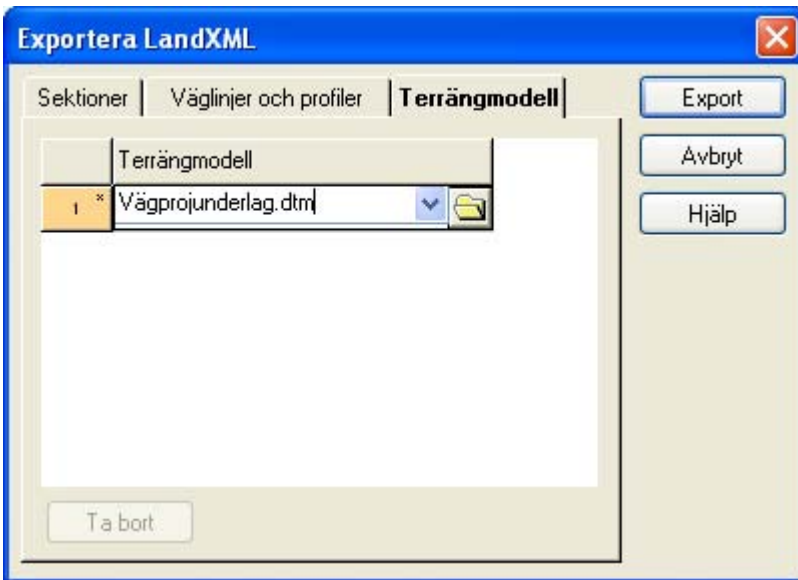 Exportera LandXML
Sektioner
Väglinjer och profiler
Terrängmodell
Export
Avbryt
Hjälp
Terrängmodell
1 * Vägprojunderlag.dtm
Ta bort